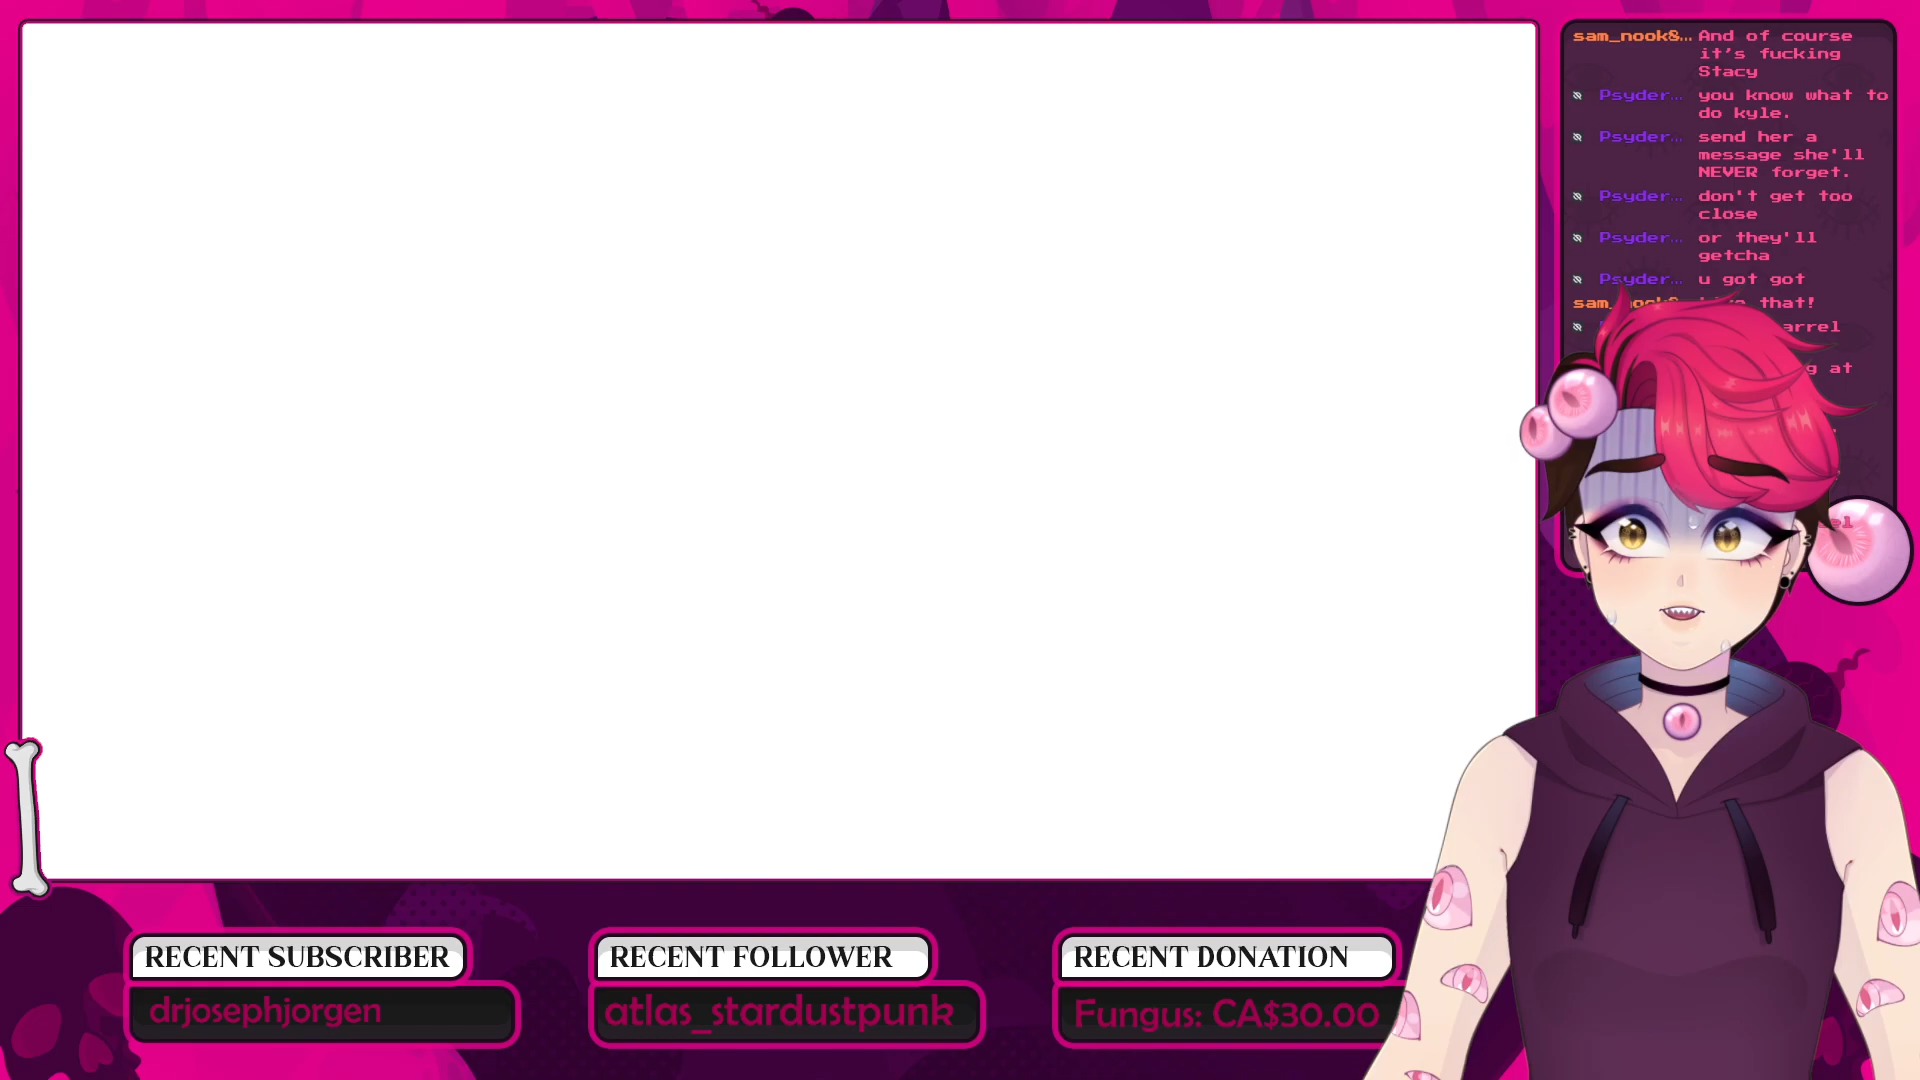 sam_nook&... And of course
it's fucking
Stacy
Psyder... you know what to
do kyle.
Psyder... send her a
message she'll
NEVER forget.
Psyder... don't get too
close
Psyder... or they'll
getcha
Psyder... u got got
that!
RECENT SUBSCRIBER
drjosephjorgen
RECENT FOLLOWER
atlas_stardustpunk
RECENT DONATION
Fungus: CA$30.00